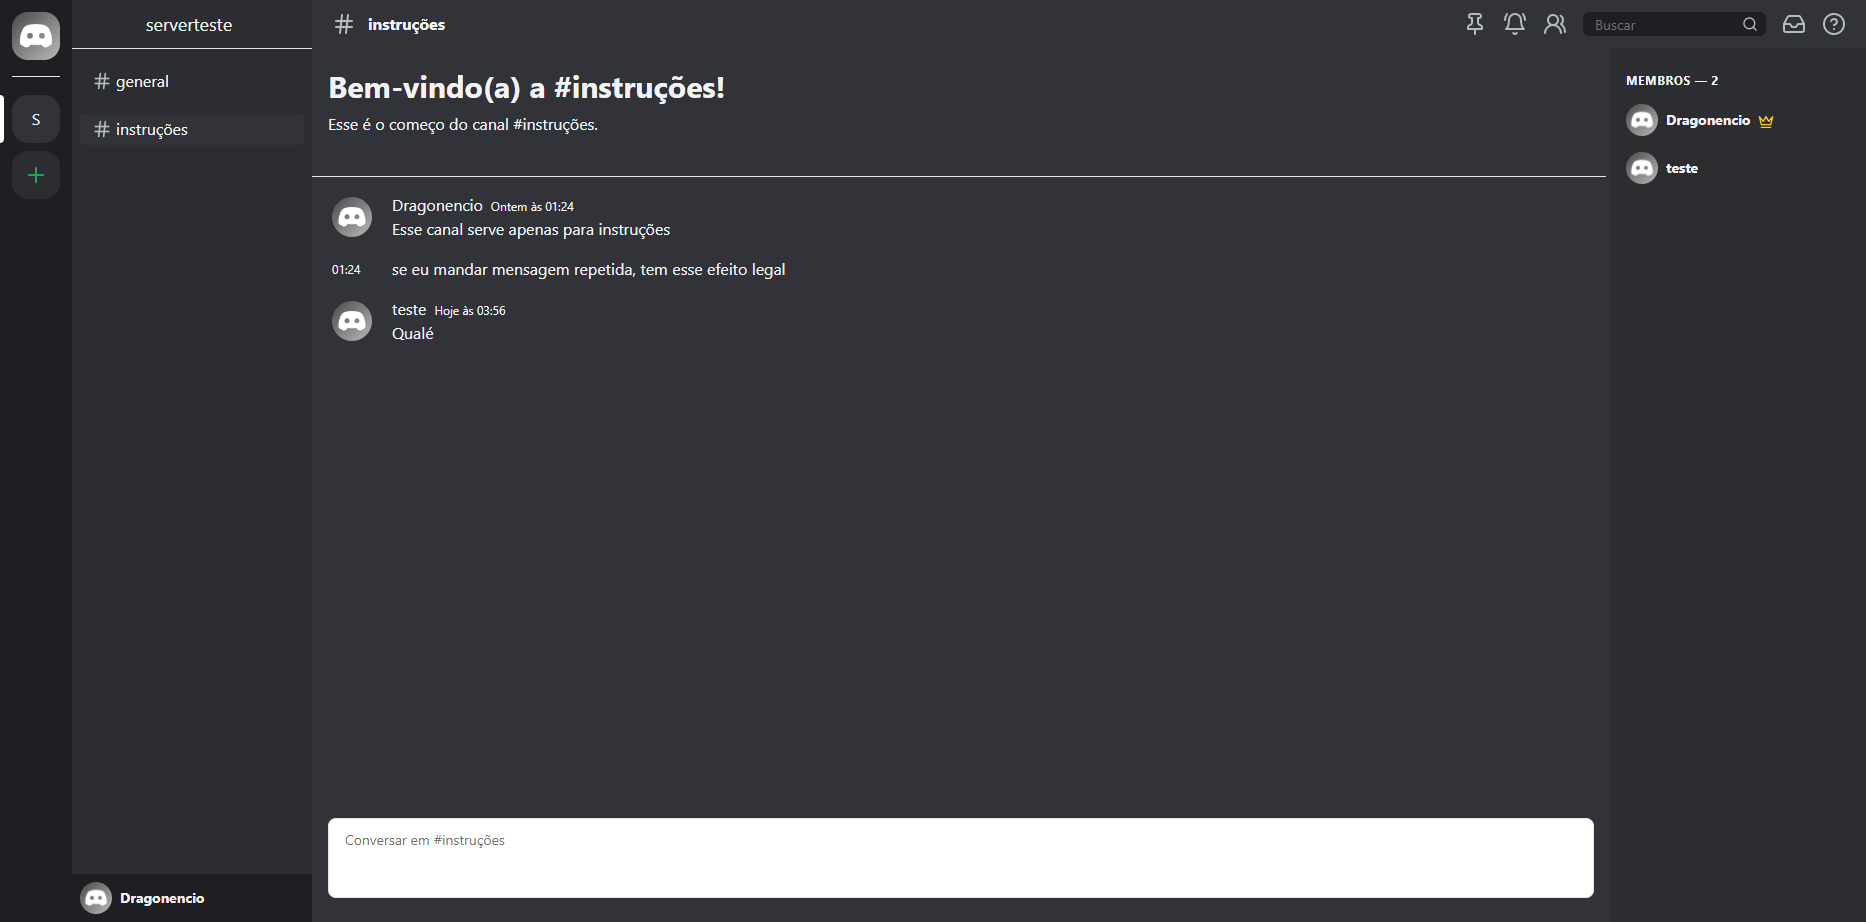 serverteste
# general
# instruções
Dragonencio
# instruções
Buscar
Bem-vindo(a) a #instruções!
Esse é o começo do canal #instruções.
Dragonencio Ontem às 01:24
Esse canal serve apenas para instruções
01:24 se eu mandar mensagem repetida, tem esse efeito legal
teste Hoje às 03:56
Qualé
Conversar em #instruções
MEMBROS — 2
Dragonencio
teste
S